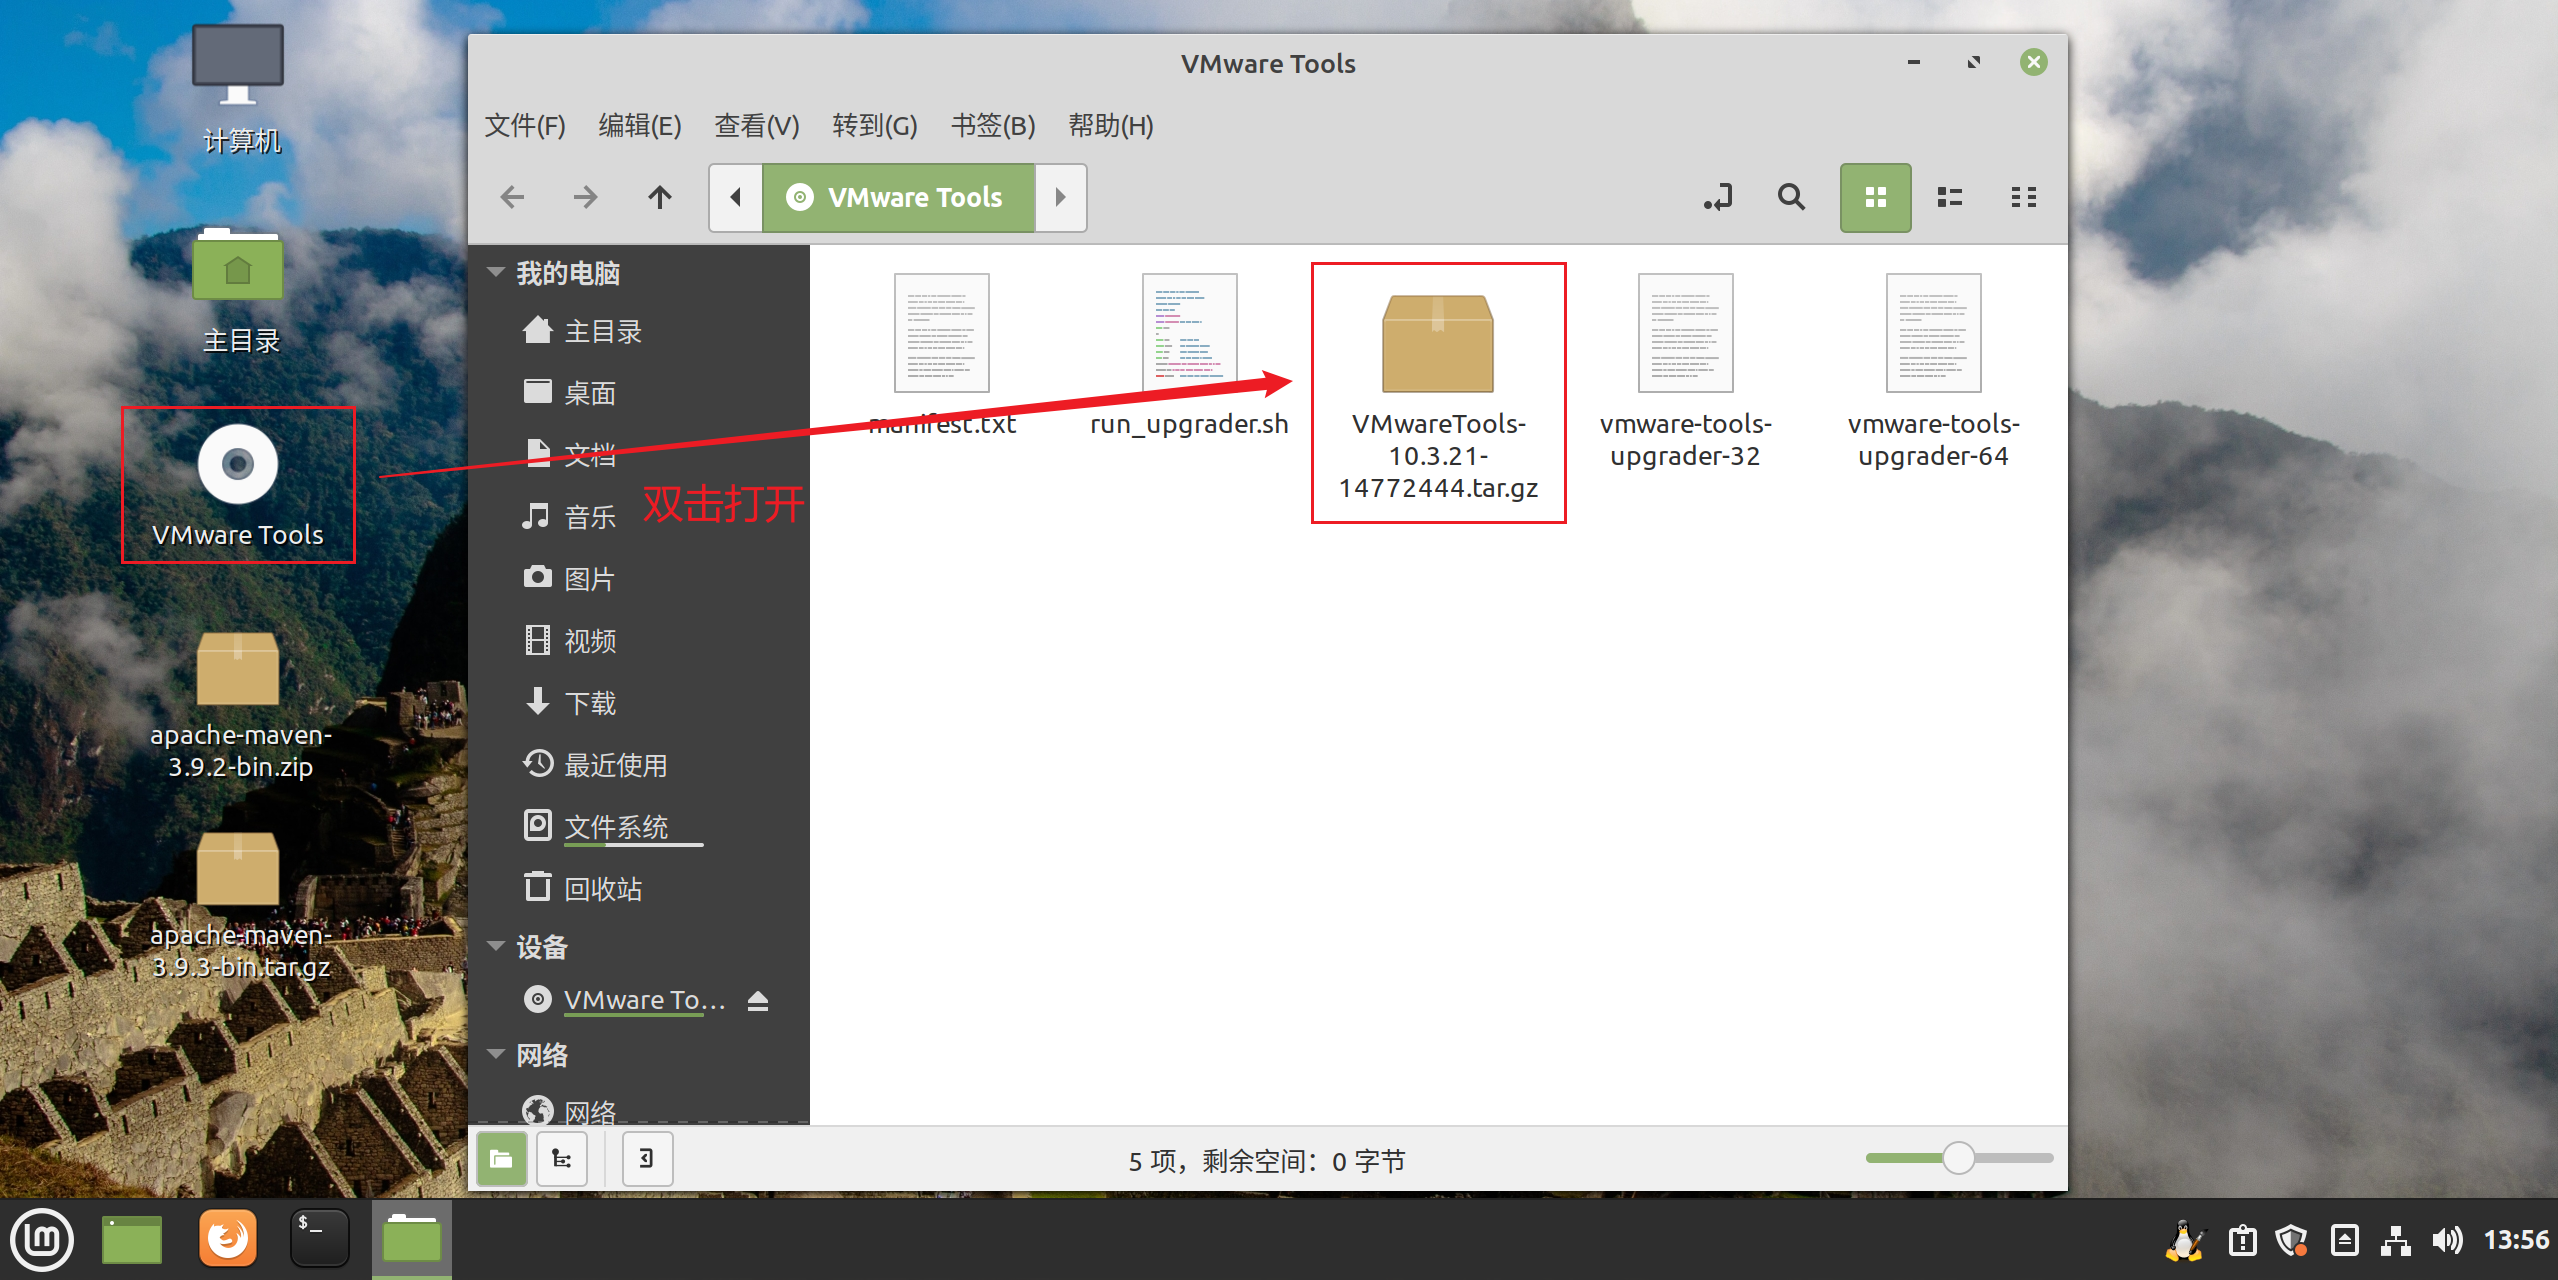 计算机
主目录
VMware Tools
apache-maven-
3.9.2-bin.zip
apache-maven-
3.9.3-bin.tar.gz
VMware Tools
文件(F) 编辑(E) 查看(V) 转到(G) 书签(B) 帮助(H)
VMware Tools
我的电脑
主目录
桌面
文档
音乐
图片
视频
下载
最近使用
文件系统
回收站
设备
VMware To...
网络
网络
双击打开
manifest.txt
run_upgrader.sh
VMwareTools-
10.3.21-
14772444.tar.gz
vmware-tools-
upgrader-32
vmware-tools-
upgrader-64
5 项，剩余空间：0 字节
$_
13:56